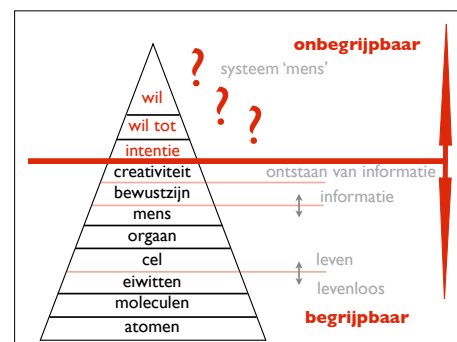 onbegrijpbaar
? systeem 'mens'
wil
?
wil tot
?
intentie
creativiteit ontstaan van informatie
bewustzijn informatie
mens
orgaan
cel leven
eiwitten levenloos
moleculen
begrijpbaar
atomen